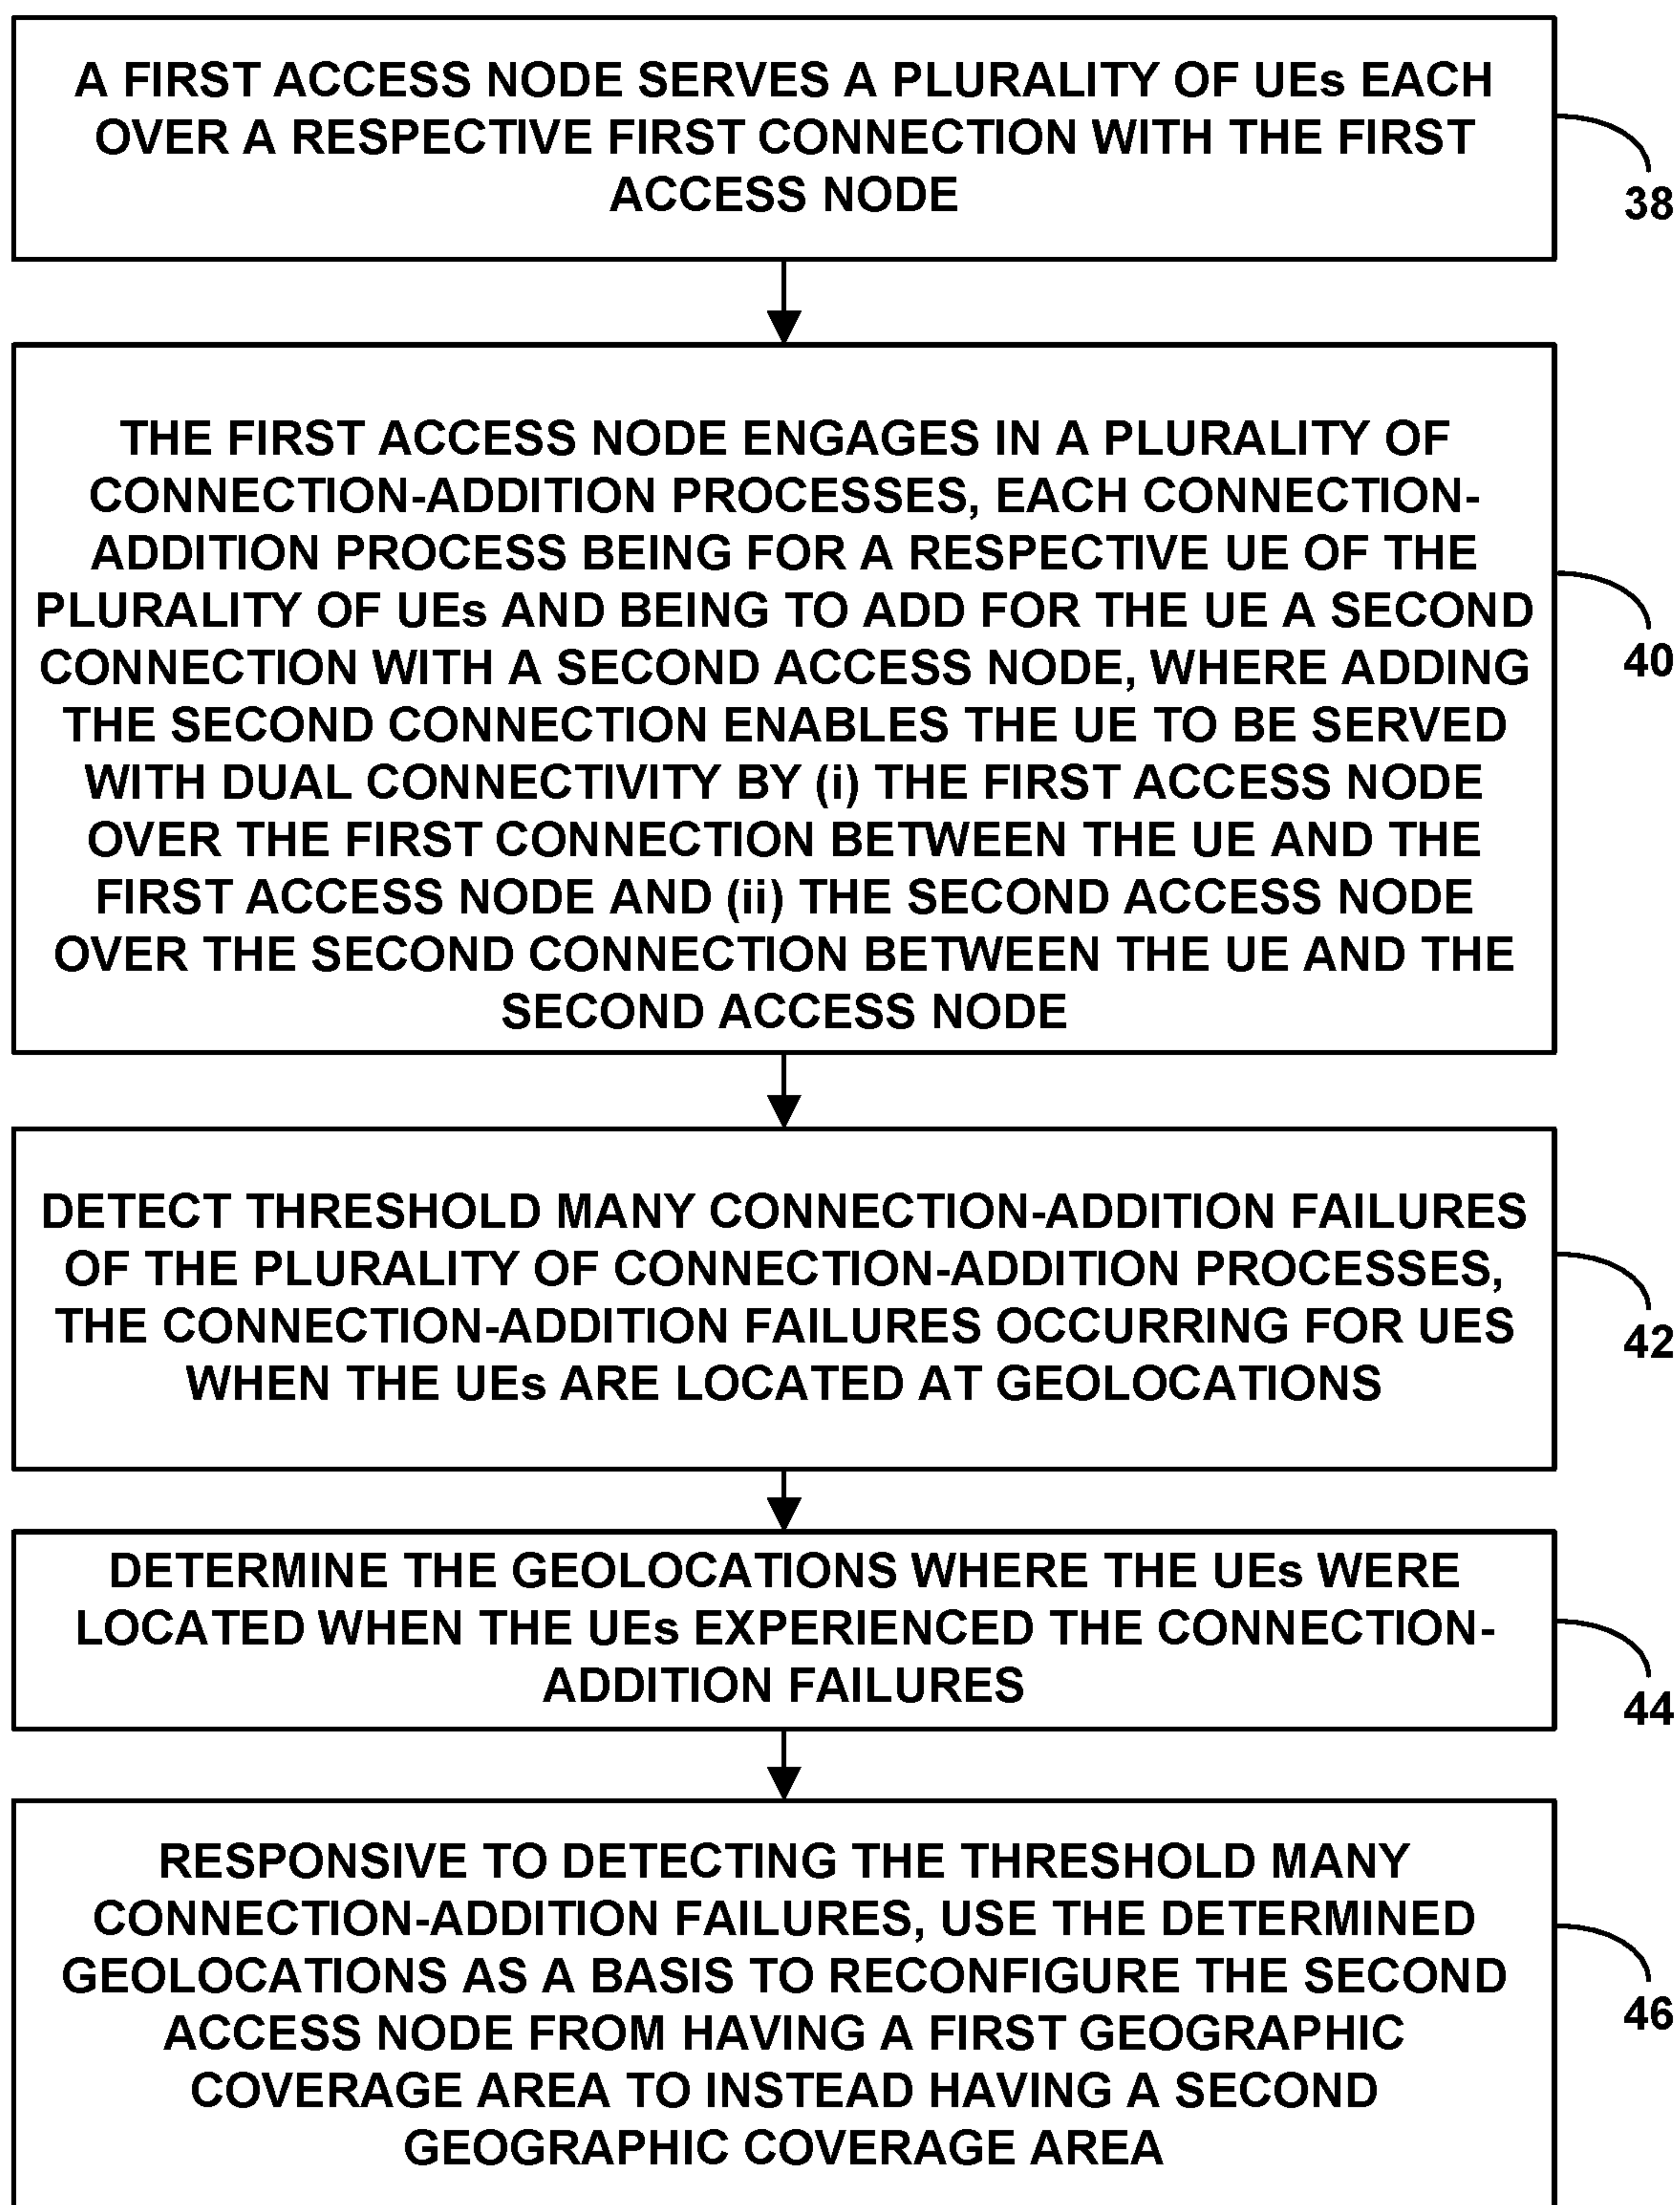 A FIRST ACCESS NODE SERVES A PLURALITY OF UEs EACH
OVER A RESPECTIVE FIRST CONNECTION WITH THE FIRST
ACCESS NODE
38
THE FIRST ACCESS NODE ENGAGES IN A PLURALITY OF
CONNECTION-ADDITION PROCESSES, EACH CONNECTION-
ADDITION PROCESS BEING FOR A RESPECTIVE UE OF THE
PLURALITY OF UEs AND BEING TO ADD FOR THE UE A SECOND
CONNECTION WITH A SECOND ACCESS NODE, WHERE ADDING
THE SECOND CONNECTION ENABLES THE UE TO BE SERVED
WITH DUAL CONNECTIVITY BY (i) THE FIRST ACCESS NODE
OVER THE FIRST CONNECTION BETWEEN THE UE AND THE
FIRST ACCESS NODE AND (ii) THE SECOND ACCESS NODE
OVER THE SECOND CONNECTION BETWEEN THE UE AND THE
SECOND ACCESS NODE
40
DETECT THRESHOLD MANY CONNECTION-ADDITION FAILURES
OF THE PLURALITY OF CONNECTION-ADDITION PROCESSES,
THE CONNECTION-ADDITION FAILURES OCCURRING FOR UES
WHEN THE UEs ARE LOCATED AT GEOLOCATIONS
42
DETERMINE THE GEOLOCATIONS WHERE THE UEs WERE
LOCATED WHEN THE UEs EXPERIENCED THE CONNECTION-
ADDITION FAILURES
44
RESPONSIVE TO DETECTING THE THRESHOLD MANY
CONNECTION-ADDITION FAILURES, USE THE DETERMINED
GEOLOCATIONS AS A BASIS TO RECONFIGURE THE SECOND
ACCESS NODE FROM HAVING A FIRST GEOGRAPHIC
COVERAGE AREA TO INSTEAD HAVING A SECOND
GEOGRAPHIC COVERAGE AREA
46